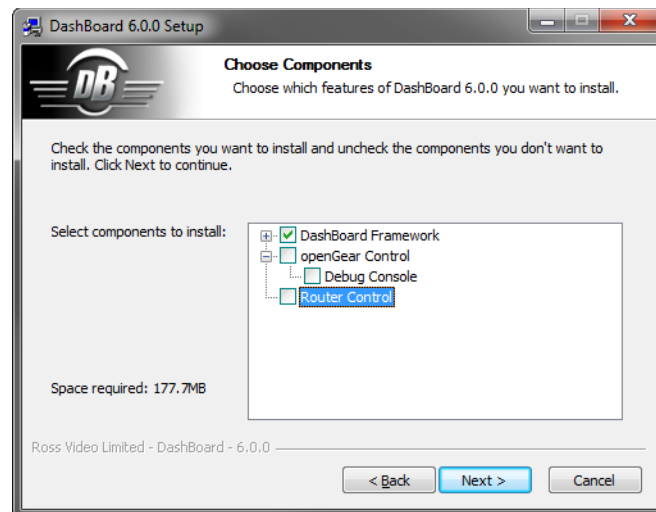 DashBoard 6.0.0 Setup
DB
Choose Components
Choose which features of DashBoard 6.0.0 you want to install.
Check the components you want to install and uncheck the components you don't want to
install. Click Next to continue.
Select components to install:
DashBoard Framework
openGear Control
Debug Console
Router Control
Space required: 177.7MB
Ross Video Limited - DashBoard - 6.0.0
< Back
Next >
Cancel